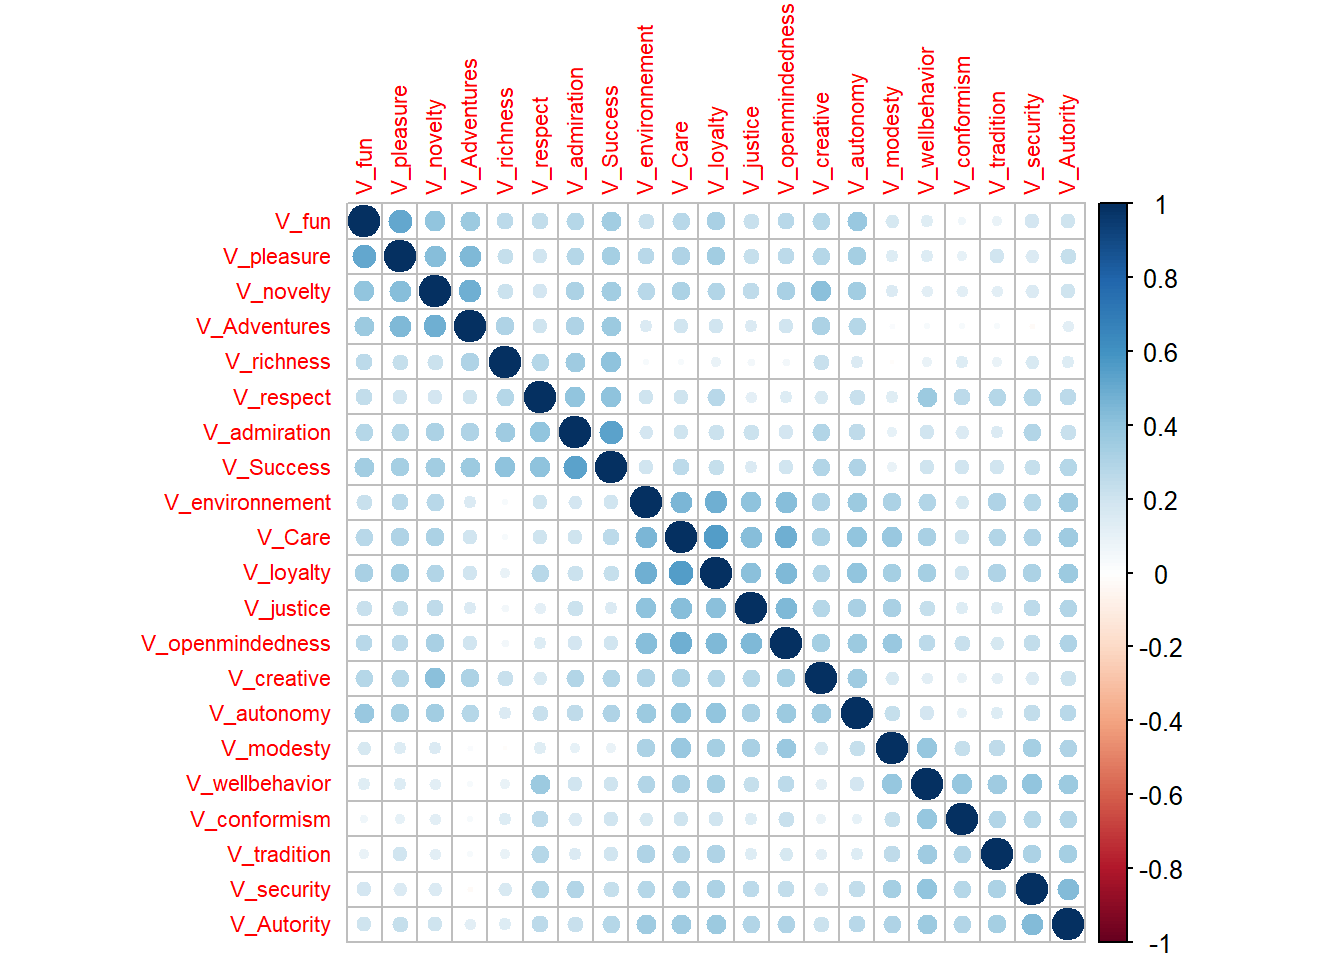 V_fun
V_pleasure
V_novelty
V_Adventures
V_richness
V_respect
V_admiration
V_Success
V_environnement
V_Care
V_loyalty
V_justice
V_openmindedness
V_creative
V_autonomy
V_modesty
V_wellbehavior
V_conformism
V_tradition
V_security
V_Autority
V_fun
V_pleasure
V_novelty
V_Adventures
V_richness
V_respect
V_admiration
V_Success
V_environnement
V_Care
V_loyalty
V_justice
V_openmindedness
V_creative
V_autonomy
V_modesty
V_wellbehavior
V_conformism
V_tradition
V_security
V_Autority
1
0.8
0.6
0.4
0.2
0
-0.2
-0.4
-0.6
-0.8
-1